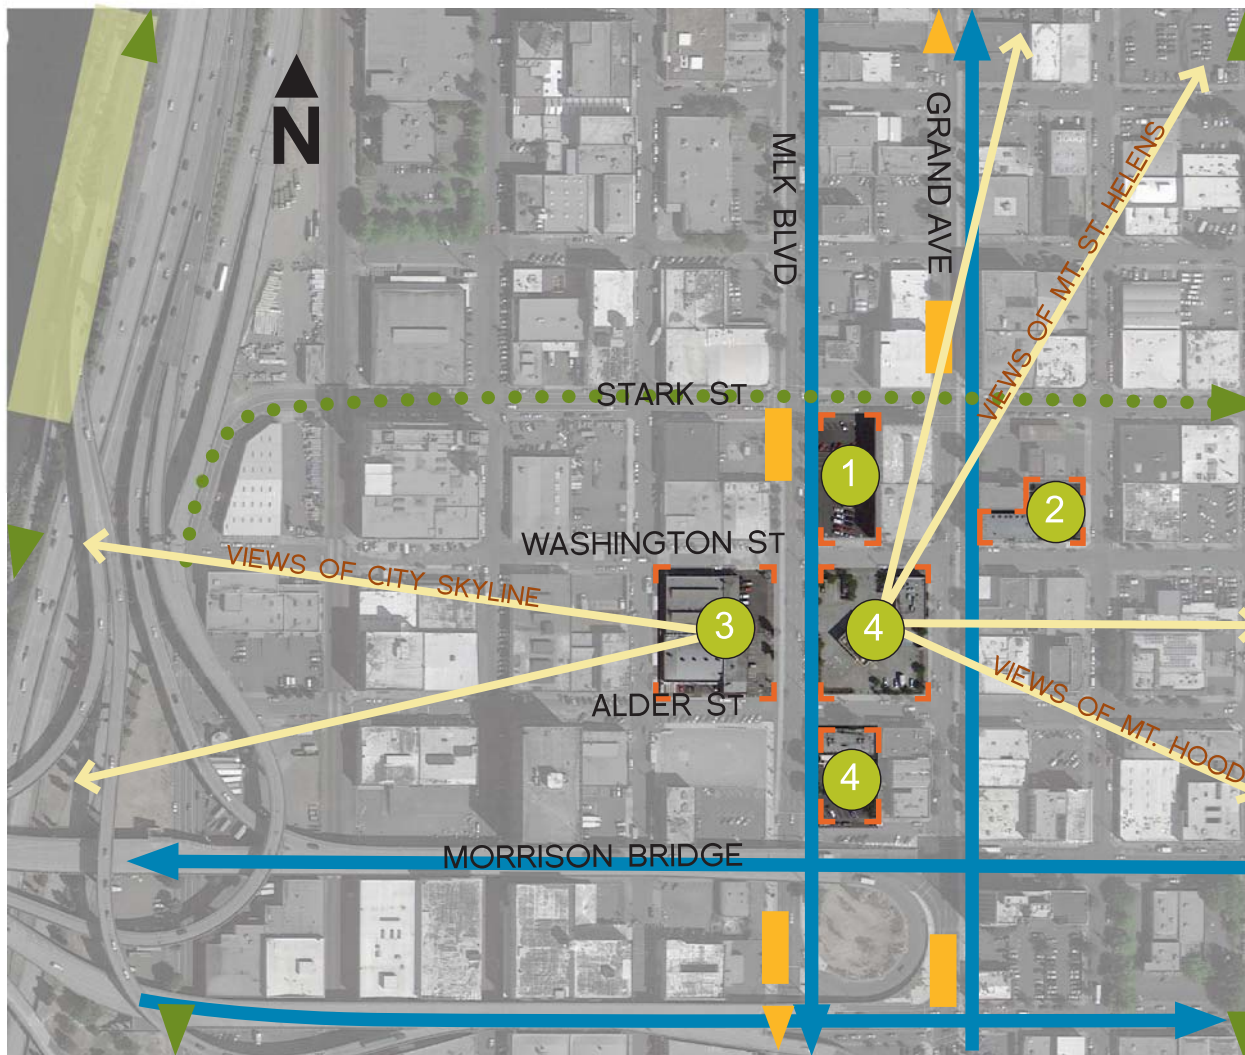 N
MLK BLVD
GRAND AVE
VIEWS OF MT. ST. HELENS
STARK ST
1
2
WASHINGTON ST
VIEWS OF CITY SKYLINE
3
4
ALDER ST
VIEWS OF MT. HOOD
4
MORRISON BRIDGE